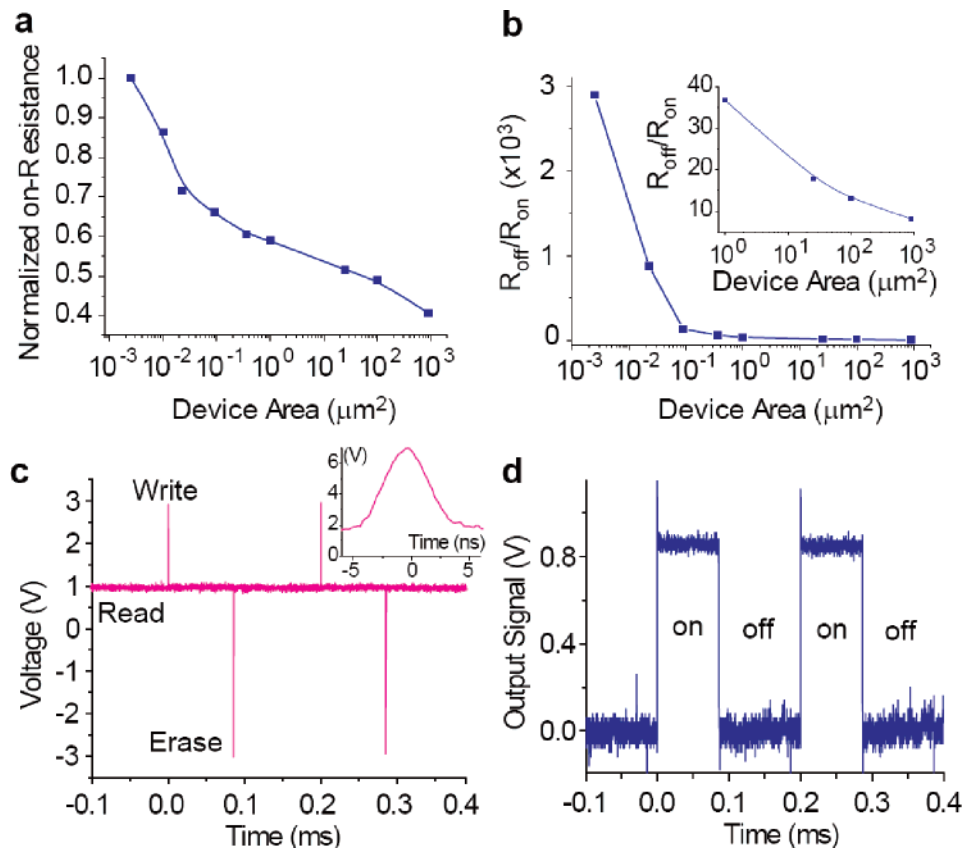 a
Normalized on-Resistance
1.0
0.9
0.8
0.7
0.6
0.5
0.4
10⁻³ 10⁻² 10⁻¹ 10⁰ 10¹ 10² 10³
Device Area (μm²)
b
R_off/R_on (x10³)
3
2
1
0
10⁻³ 10⁻² 10⁻¹ 10⁰ 10¹ 10² 10³
Device Area (μm²)
R_off/R_on
40
30
20
10
10⁰ 10¹ 10² 10³
Device Area (μm²)
c
Voltage (V)
3
2
1
0
-1
-2
-3
Write
Read
Erase
-0.1 0.0 0.1 0.2 0.3 0.4
Time (ms)
(V)
6
4
2
0
Time (ns)
-5 0 5
d
Output Signal (V)
0.8
0.4
0.0
on off on off
-0.1 0.0 0.1 0.2 0.3 0.4
Time (ms)